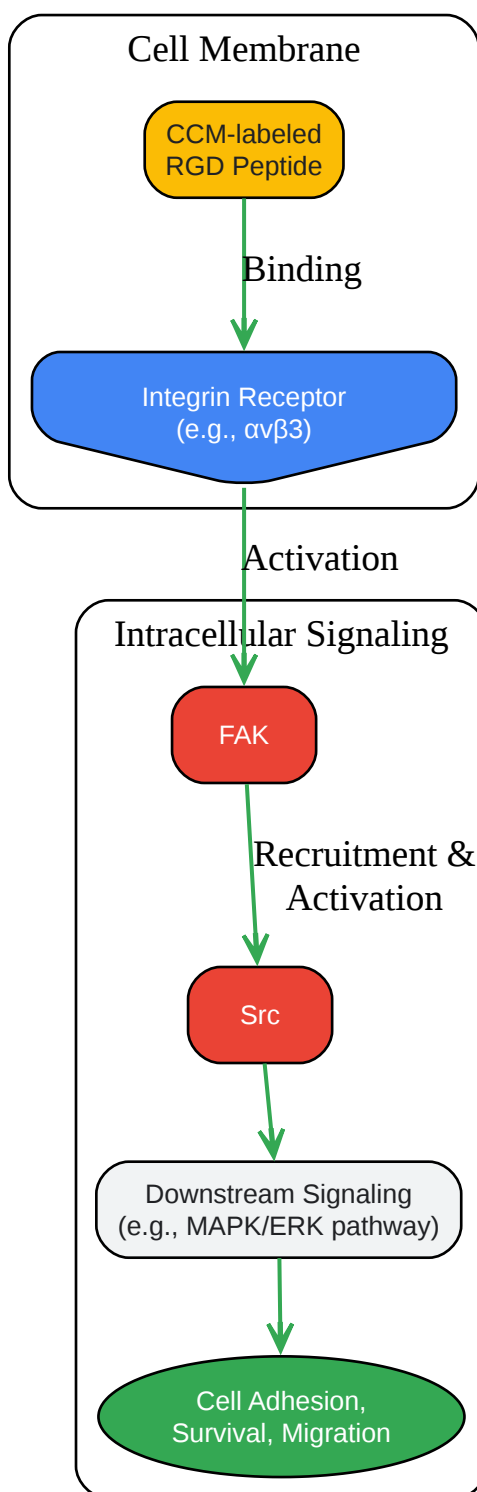 Cell Membrane
CCM-labeled
RGD Peptide
Binding
Integrin Receptor
(e.g., αvβ3)
Activation
Intracellular Signaling
FAK
Recruitment &
Activation
Src
Downstream Signaling
(e.g., MAPK/ERK pathway)
Cell Adhesion,
Survival, Migration